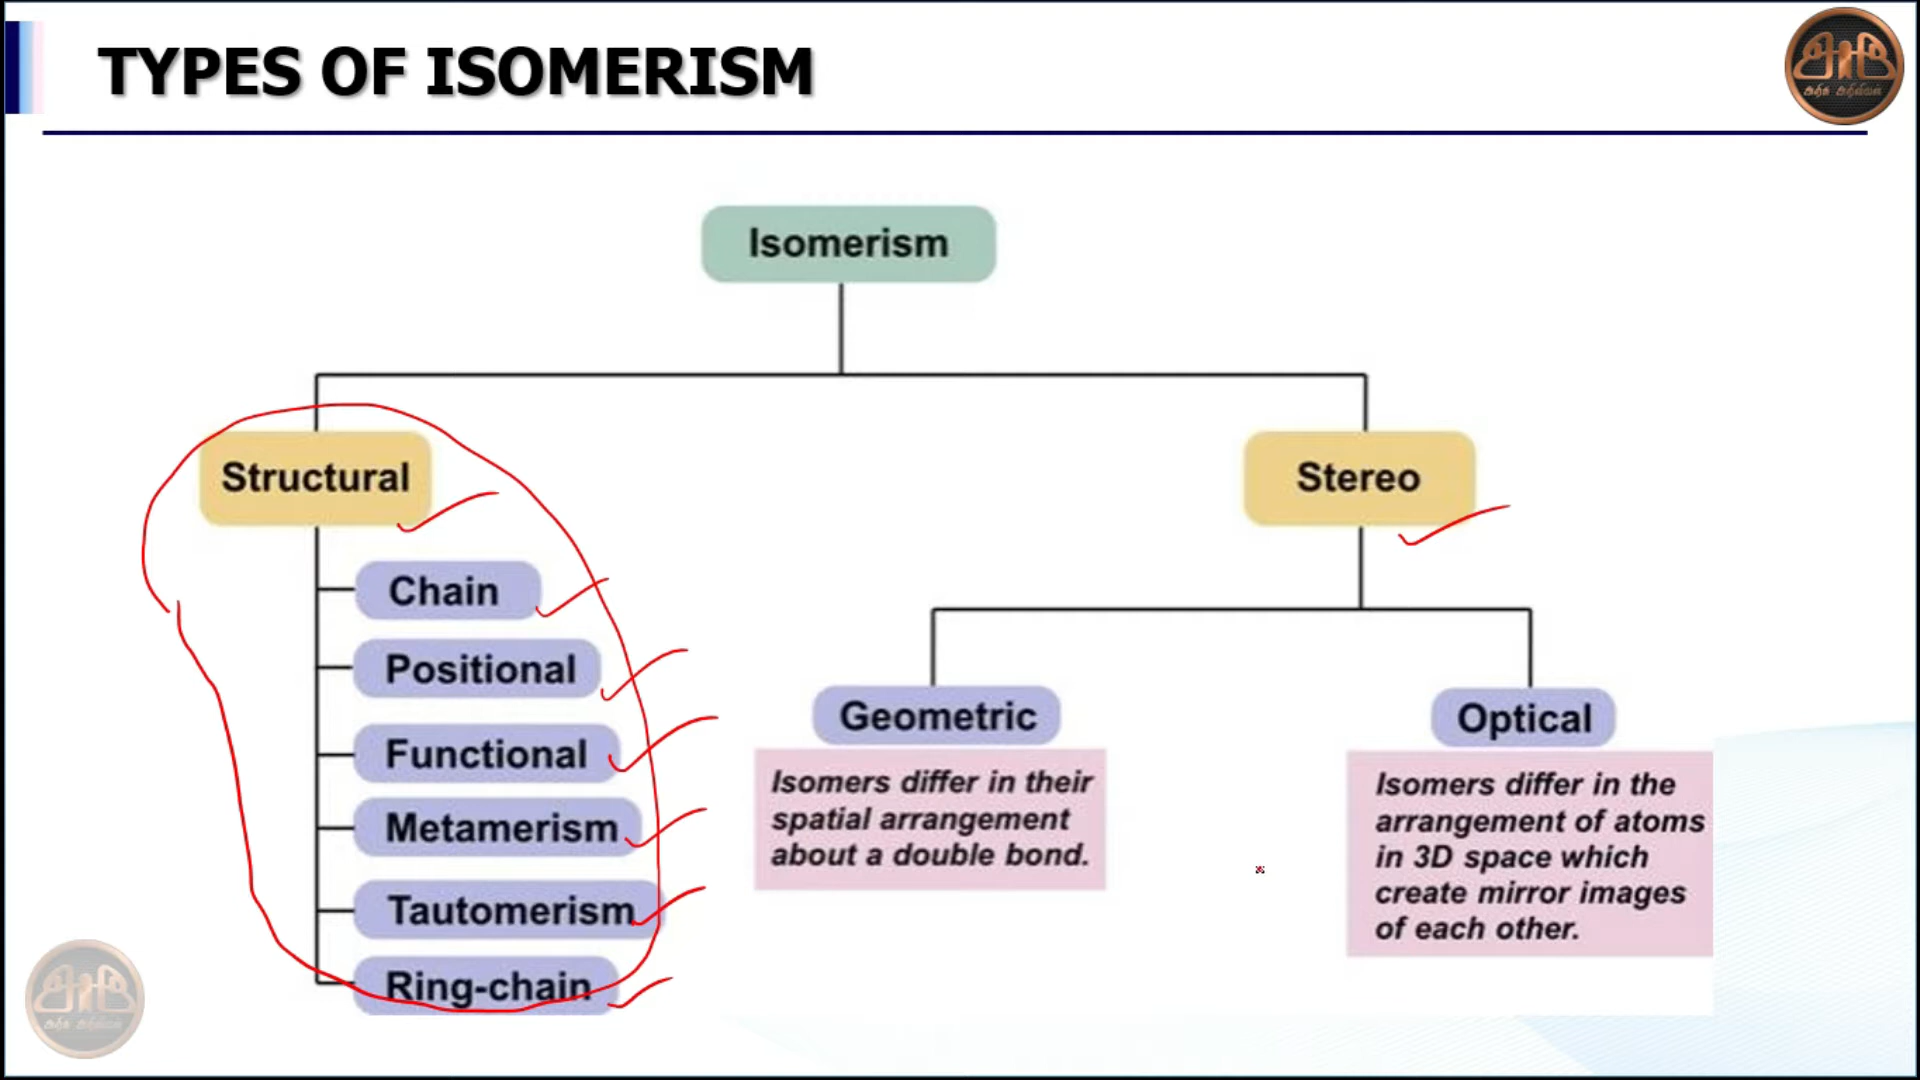 TYPES OF ISOMERISM
Isomerism
Structural
Stereo
Chain
Positional
Functional
Metamerism
Tautomerism
Ring-chain
Geometric
Isomers differ in their
spatial arrangement
about a double bond.
Optical
Isomers differ in the
arrangement of atoms
in 3D space which
create mirror images
of each other.